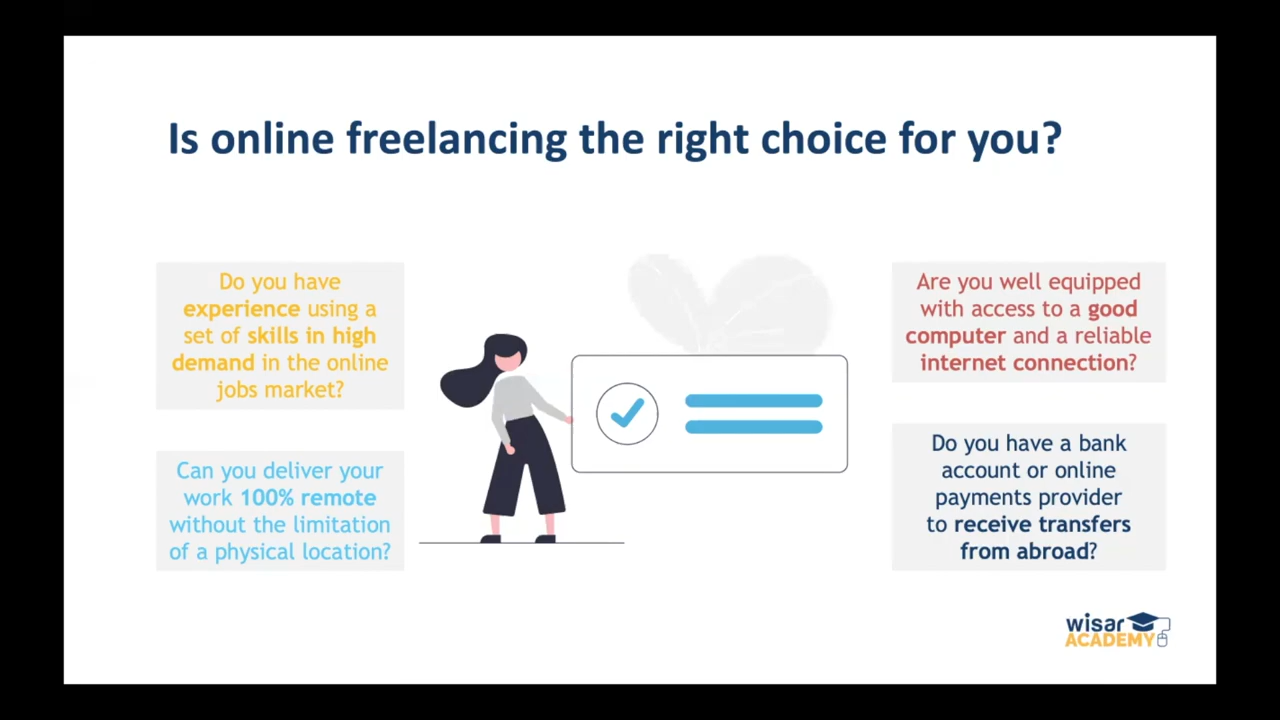 Is online freelancing the right choice for you?
Do you have
experience using a
set of skills in high
demand in the online
jobs market?
Can you deliver your
work 100% remote
without the limitation
of a physical location?
Are you well equipped
with access to a good
computer and a reliable
internet connection?
Do you have a bank
account or online
payments provider
to receive transfers
from abroad?
wisar
ACADEMY